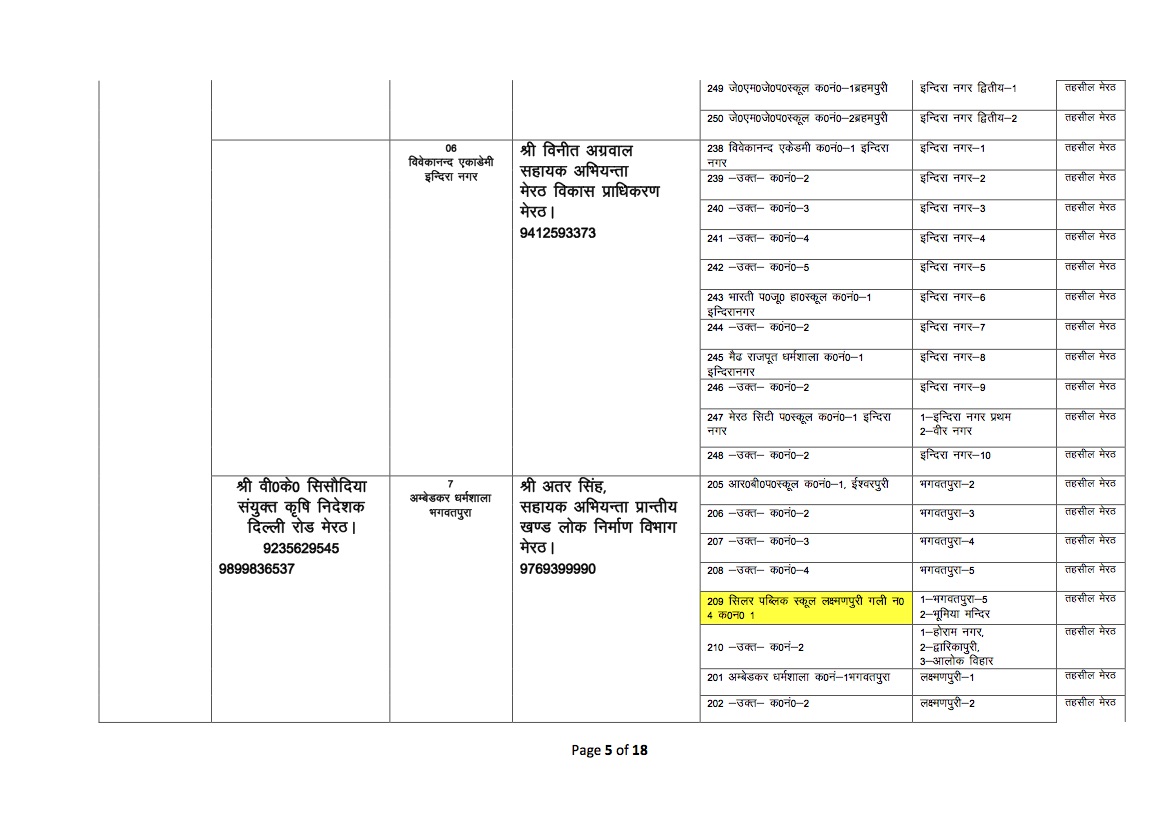 249 जे0एम0जे0प0स्कूल क0नं0–1ब्रहमपुरी
इन्दिरा नगर द्वितीय–1
तहसील मेरठ
250 जे0एम0जे0प0स्कूल क0नं0–2ब्रहमपुरी
इन्दिरा नगर द्वितीय–2
तहसील मेरठ
06
विवेकानन्द एकाडेमी
इन्दिरा नगर
श्री विनीत अग्रवाल
सहायक अभियन्ता
मेरठ विकास प्राधिकरण
मेरठ।
9412593373
238 विवेकानन्द एकेडमी क0नं0–1 इन्दिरा
नगर
इन्दिरा नगर–1
तहसील मेरठ
239 –उक्त– क0नं0–2
इन्दिरा नगर–2
तहसील मेरठ
240 –उक्त– क0नं0–3
इन्दिरा नगर–3
तहसील मेरठ
241 –उक्त– क0नं0–4
इन्दिरा नगर–4
तहसील मेरठ
242 –उक्त– क0नं0–5
इन्दिरा नगर–5
तहसील मेरठ
243 भारती प0जू0 हा0स्कूल क0नं0–1
इन्दिरानगर
इन्दिरा नगर–6
तहसील मेरठ
244 –उक्त– क0ंन0–2
इन्दिरा नगर–7
तहसील मेरठ
245 मैढ राजपूत धर्मशाला क0नं0–1
इन्दिरानगर
इन्दिरा नगर–8
तहसील मेरठ
246 –उक्त– क0नं0–2
इन्दिरा नगर–9
तहसील मेरठ
247 मेरठ सिटी प0स्कूल क0नं0–1 इन्दिरा
नगर
1–इन्दिरा नगर प्रथम
2–वीर नगर
तहसील मेरठ
248 –उक्त– क0नं0–2
इन्दिरा नगर–10
तहसील मेरठ
श्री वी0के0 सिसौदिया
संयुक्त कृषि निदेशक
दिल्ली रोड मेरठ।
9235629545
9899836537
7
अम्बेडकर धर्मशाला
भगवतपुरा
श्री अतर सिंह,
सहायक अभियन्ता प्रान्तीय
खण्ड लोक निर्माण विभाग
मेरठ।
9769399990
205 आर0बी0प0स्कूल क0नं0–1, ईश्वरपुरी
भगवतपुरा–2
तहसील मेरठ
206 –उक्त– क0नं0–2
भगवतपुरा–3
तहसील मेरठ
207 –उक्त– क0नं0–3
भगवतपुरा–4
तहसील मेरठ
208 –उक्त– क0नं0–4
भगवतपुरा–5
तहसील मेरठ
209 सिलर पब्लिक स्कूल लक्ष्मणपुरी गली न0
4 क0न0 1
1–भगवतपुरा–5
2–भूमिया मन्दिर
तहसील मेरठ
210 –उक्त– क0नं–2
1–होराम नगर,
2–द्वारिकापुरी,
3–आलोक विहार
तहसील मेरठ
201 अम्बेडकर धर्मशाला क0नं–1भगवतपुरा
लक्ष्मणपुरी–1
तहसील मेरठ
202 –उक्त– क0नं0–2
लक्ष्मणपुरी–2
तहसील मेरठ
Page 5 of 18